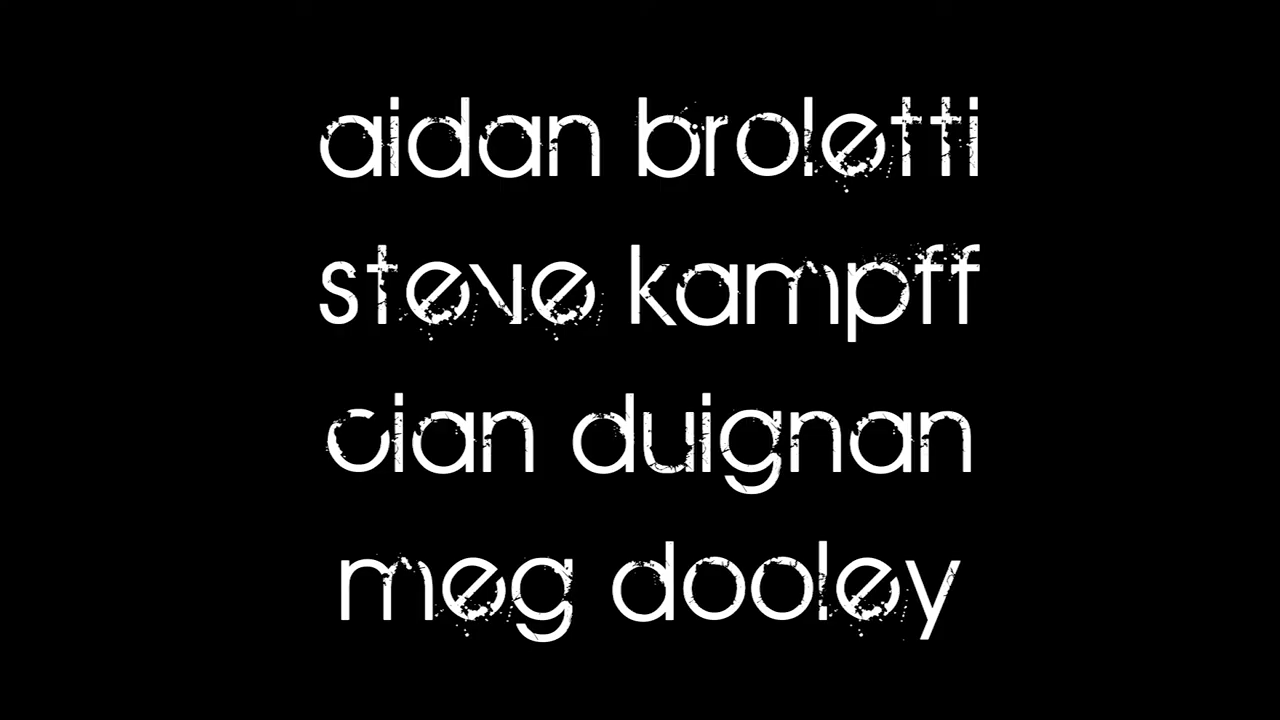 aidan broletti
steve kampff
cian duignan
meg dooley